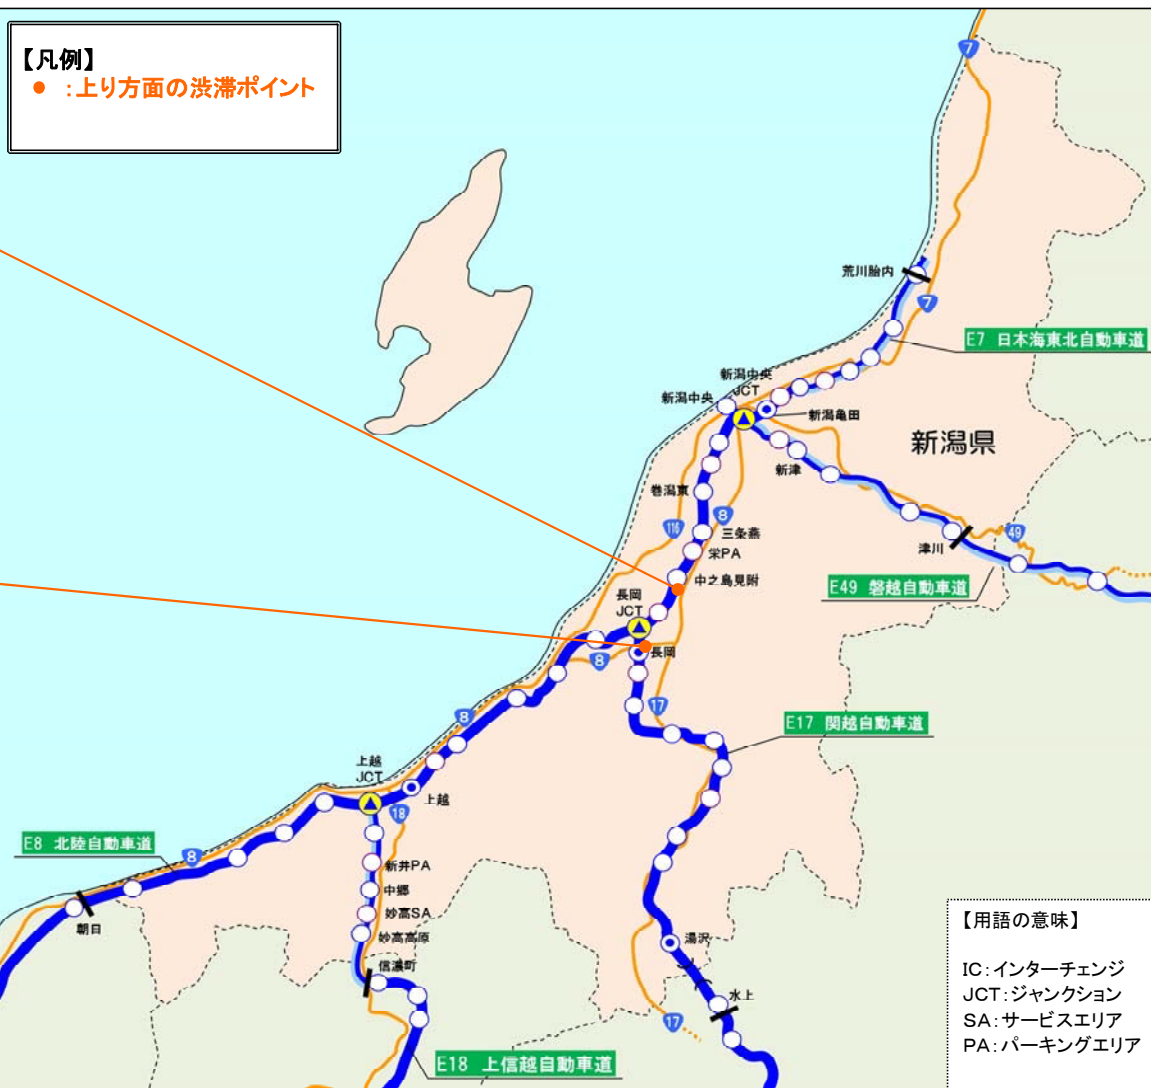 【凡例】
● :上り方面の渋滞ポイント
7
荒川胎内
7
E7 日本海東北自動車道
新潟中央
JCT
新潟中央
新潟亀田
新潟県
新津
巻潟東
116
8
三条燕
栄PA
49
津川
中之島見附
E49 磐越自動車道
長岡
JCT
長岡
8
17
8
E17 関越自動車道
上越
JCT
上越
18
E8 北陸自動車道
8
新井PA
中郷
妙高SA
妙高高原
朝日
信濃町
湯沢
水上
17
E18 上信越自動車道
【用語の意味】
IC:インターチェンジ
JCT:ジャンクション
SA:サービスエリア
PA:パーキングエリア